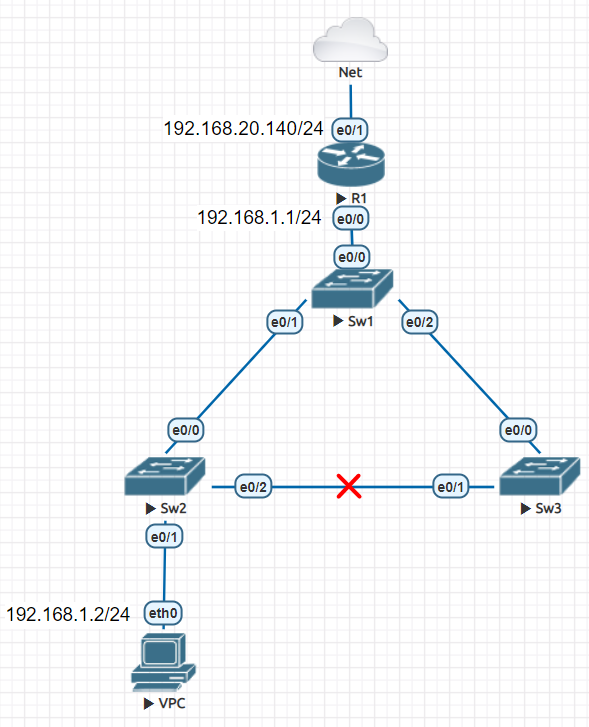 Net
192.168.20.140/24 e0/1
R1
192.168.1.1/24 e0/0
e0/0
Sw1
e0/1 e0/2
e0/0 e0/0
e0/2 e0/1
Sw2 Sw3
e0/1
192.168.1.2/24 eth0
VPC